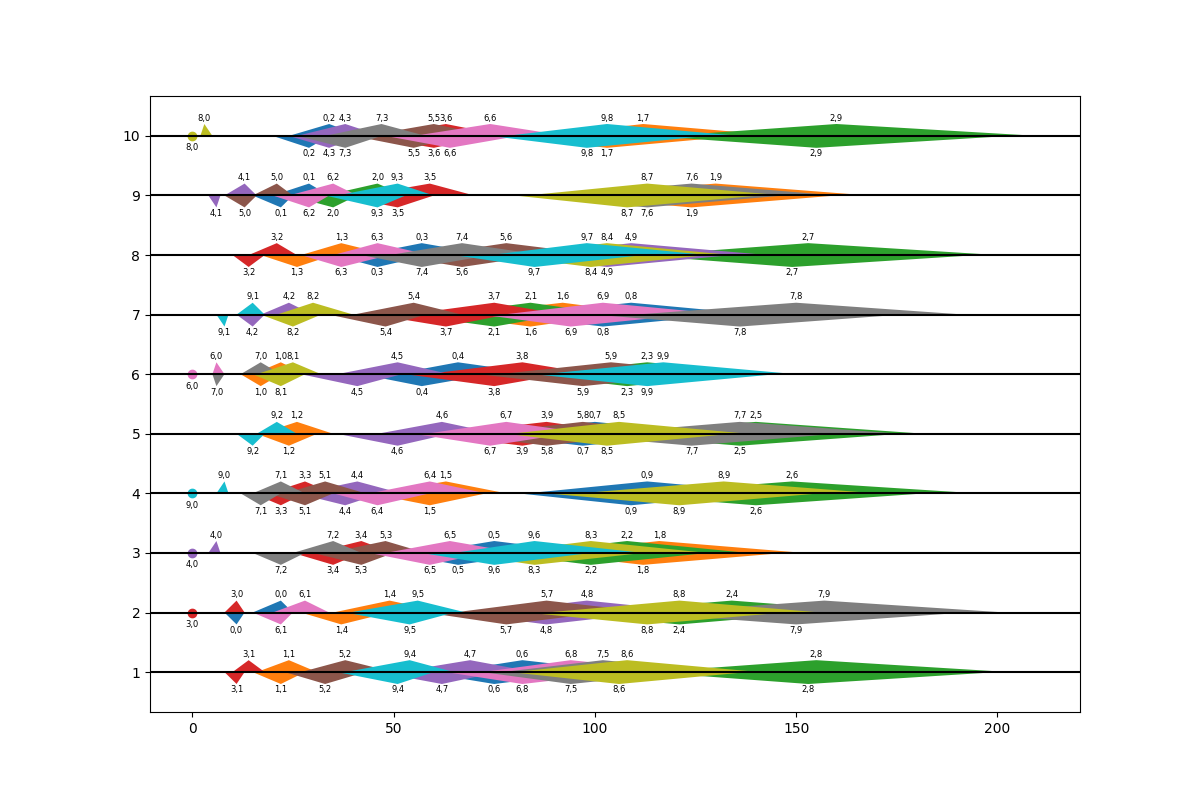 8,0 0,2 4,3 7,3 5,5 3,6 6,6 9,8 1,7 2,9
10
8,0 0,2 4,3 7,3 5,5 3,6 6,6 9,8 1,7 2,9
4,1 5,0 0,1 6,2 2,0 9,3 3,5 8,7 7,6 1,9
9
4,1 5,0 0,1 6,2 2,0 9,3 3,5 8,7 7,6 1,9
3,2 1,3 6,3 0,3 7,4 5,6 9,7 8,4 4,9 2,7
8
3,2 1,3 6,3 0,3 7,4 5,6 9,7 8,4 4,9 2,7
9,1 4,2 8,2 5,4 3,7 2,1 1,6 6,9 0,8 7,8
7
9,1 4,2 8,2 5,4 3,7 2,1 1,6 6,9 0,8 7,8
6,0 7,0 1,0 8,1 4,5 0,4 3,8 5,9 2,3 9,9
6
6,0 7,0 1,0 8,1 4,5 0,4 3,8 5,9 2,3 9,9
9,2 1,2 4,6 6,7 3,9 5,8 0,7 8,5 7,7 2,5
5
9,2 1,2 4,6 6,7 3,9 5,8 0,7 8,5 7,7 2,5
9,0 7,1 3,3 5,1 4,4 6,4 1,5 0,9 8,9 2,6
4
9,0 7,1 3,3 5,1 4,4 6,4 1,5 0,9 8,9 2,6
4,0 7,2 3,4 5,3 6,5 0,5 9,6 8,3 2,2 1,8
3
4,0 7,2 3,4 5,3 6,5 0,5 9,6 8,3 2,2 1,8
3,0 0,0 6,1 1,4 9,5 5,7 4,8 8,8 2,4 7,9
2
3,0 0,0 6,1 1,4 9,5 5,7 4,8 8,8 2,4 7,9
3,1 1,1 5,2 9,4 4,7 0,6 6,8 7,5 8,6 2,8
1
3,1 1,1 5,2 9,4 4,7 0,6 6,8 7,5 8,6 2,8
0 50 100 150 200